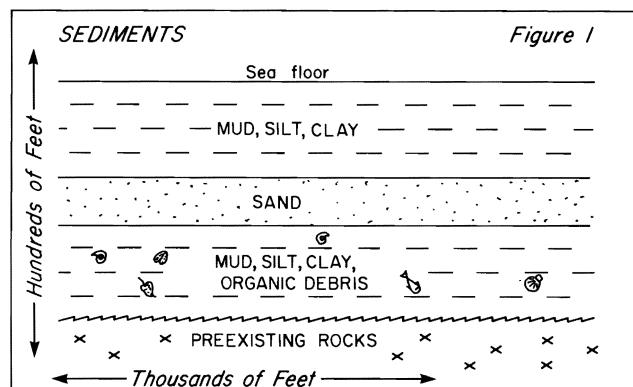 SEDIMENTS
Figure 1
Sea floor
MUD, SILT, CLAY
SAND
MUD, SILT, CLAY,
ORGANIC DEBRIS
PREEXISTING ROCKS
Hundreds of Feet
Thousands of Feet